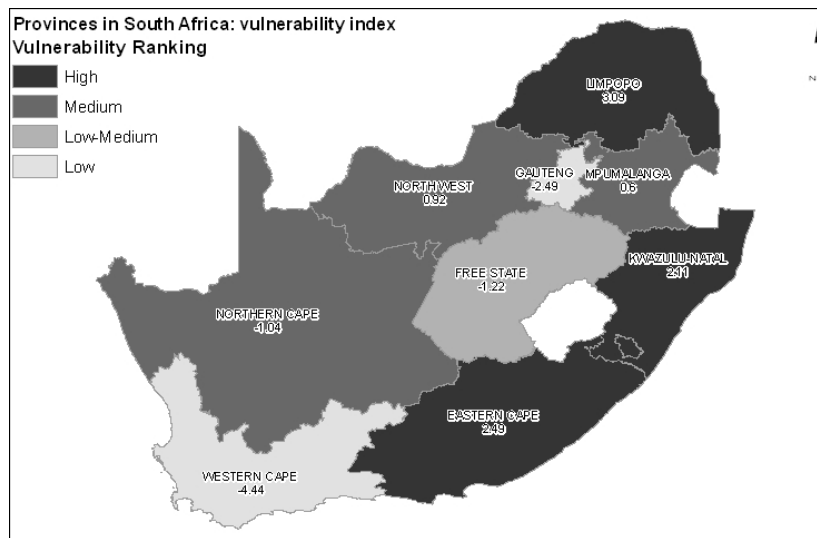 Provinces in South Africa: vulnerability index
Vulnerability Ranking
High
Medium
Low-Medium
Low
LIMPOPO
3.09
NORTH WEST
0.92
GAUTENG
-2.49
MPUMALANGA
0.6
KWAZULU-NATAL
2.11
FREE STATE
-1.22
NORTHERN CAPE
-1.04
EASTERN CAPE
2.49
WESTERN CAPE
-4.44